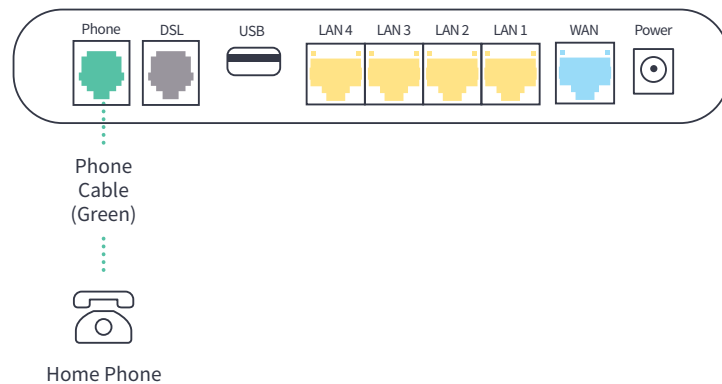 Phone DSL USB LAN 4 LAN 3 LAN 2 LAN 1 WAN Power
Phone
Cable
(Green)
Home Phone